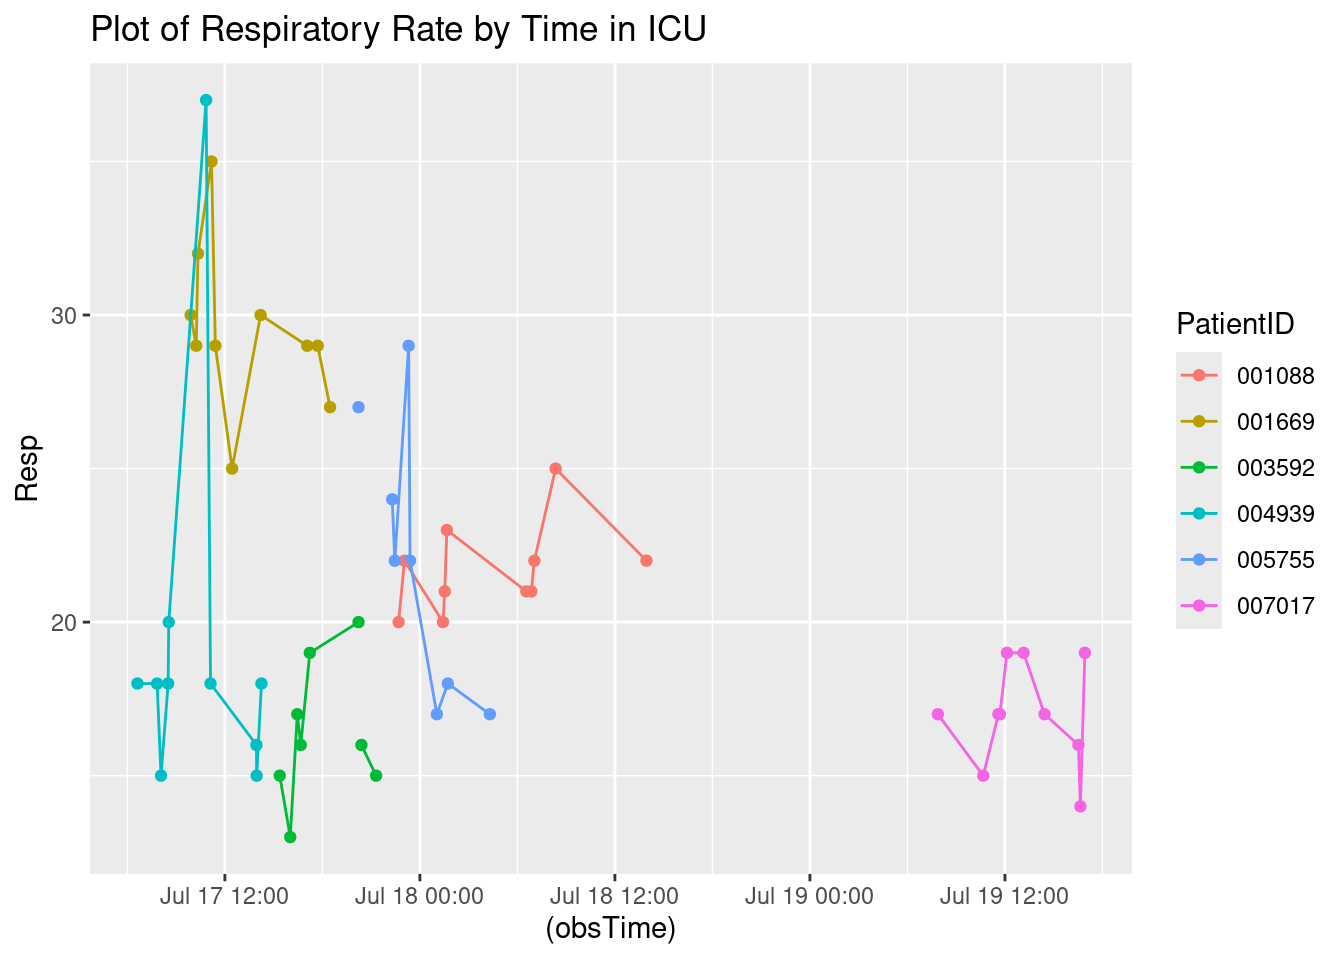 Plot of Respiratory Rate by Time in ICU
Resp
30
20
Jul 17 12:00
Jul 18 00:00
Jul 18 12:00
Jul 19 00:00
Jul 19 12:00
(obsTime)
PatientID
001088
001669
003592
004939
005755
007017